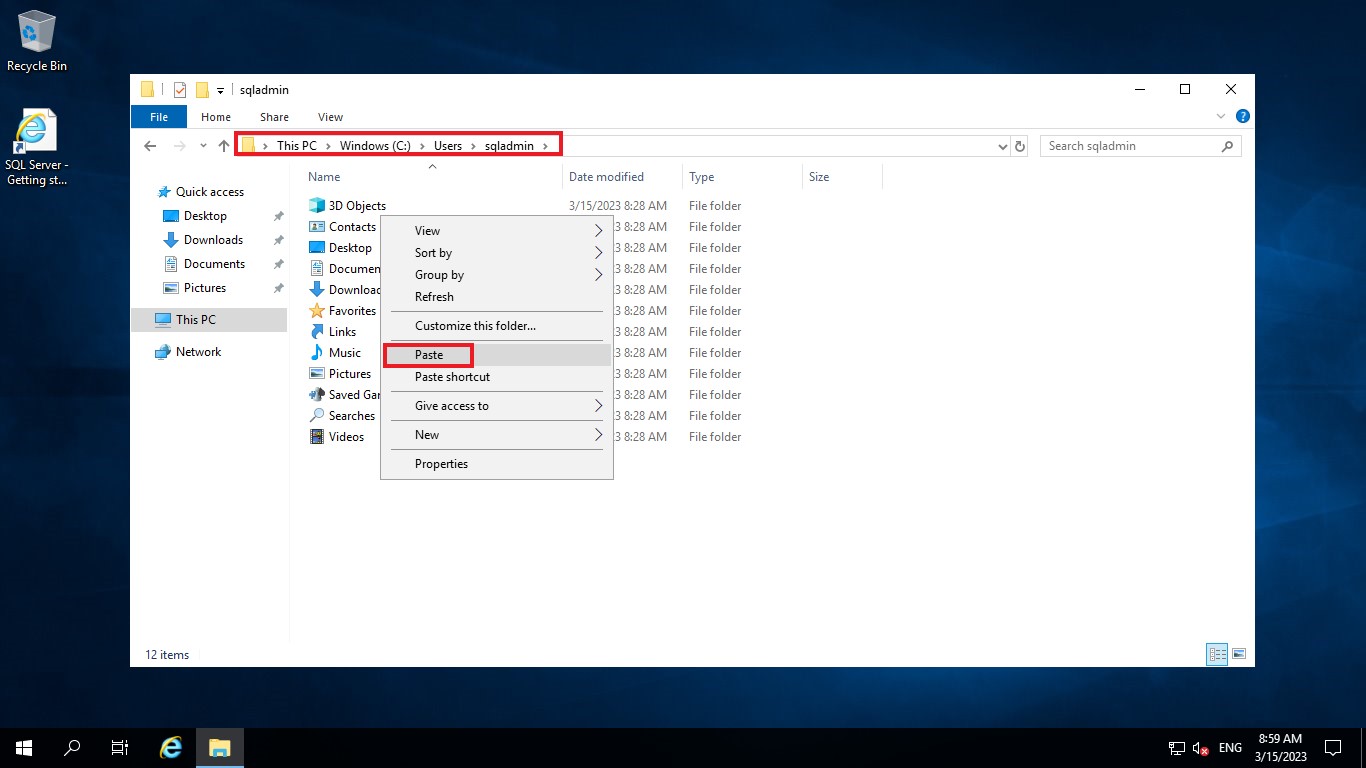 Recycle Bin
SQL Server -
Getting st...
sqladmin
File Home Share View
This PC Windows (C:) Users sqladmin
Search sqladmin
Name Date modified Type Size
Quick access
Desktop
Downloads
Documents
Pictures
This PC
Network
3D Objects 3/15/2023 8:28 AM File folder
Contacts 3 8:28 AM File folder
Desktop 3 8:28 AM File folder
Documen 3 8:28 AM File folder
Downloac 3 8:28 AM File folder
Favorites 3 8:28 AM File folder
Links 3 8:28 AM File folder
Music 3 8:28 AM File folder
Pictures 3 8:28 AM File folder
Saved Gar 3 8:28 AM File folder
Searches 3 8:28 AM File folder
Videos 3 8:28 AM File folder
View
Sort by
Group by
Refresh
Customize this folder...
Paste
Paste shortcut
Give access to
New
Properties
12 items
ENG
8:59 AM
3/15/2023